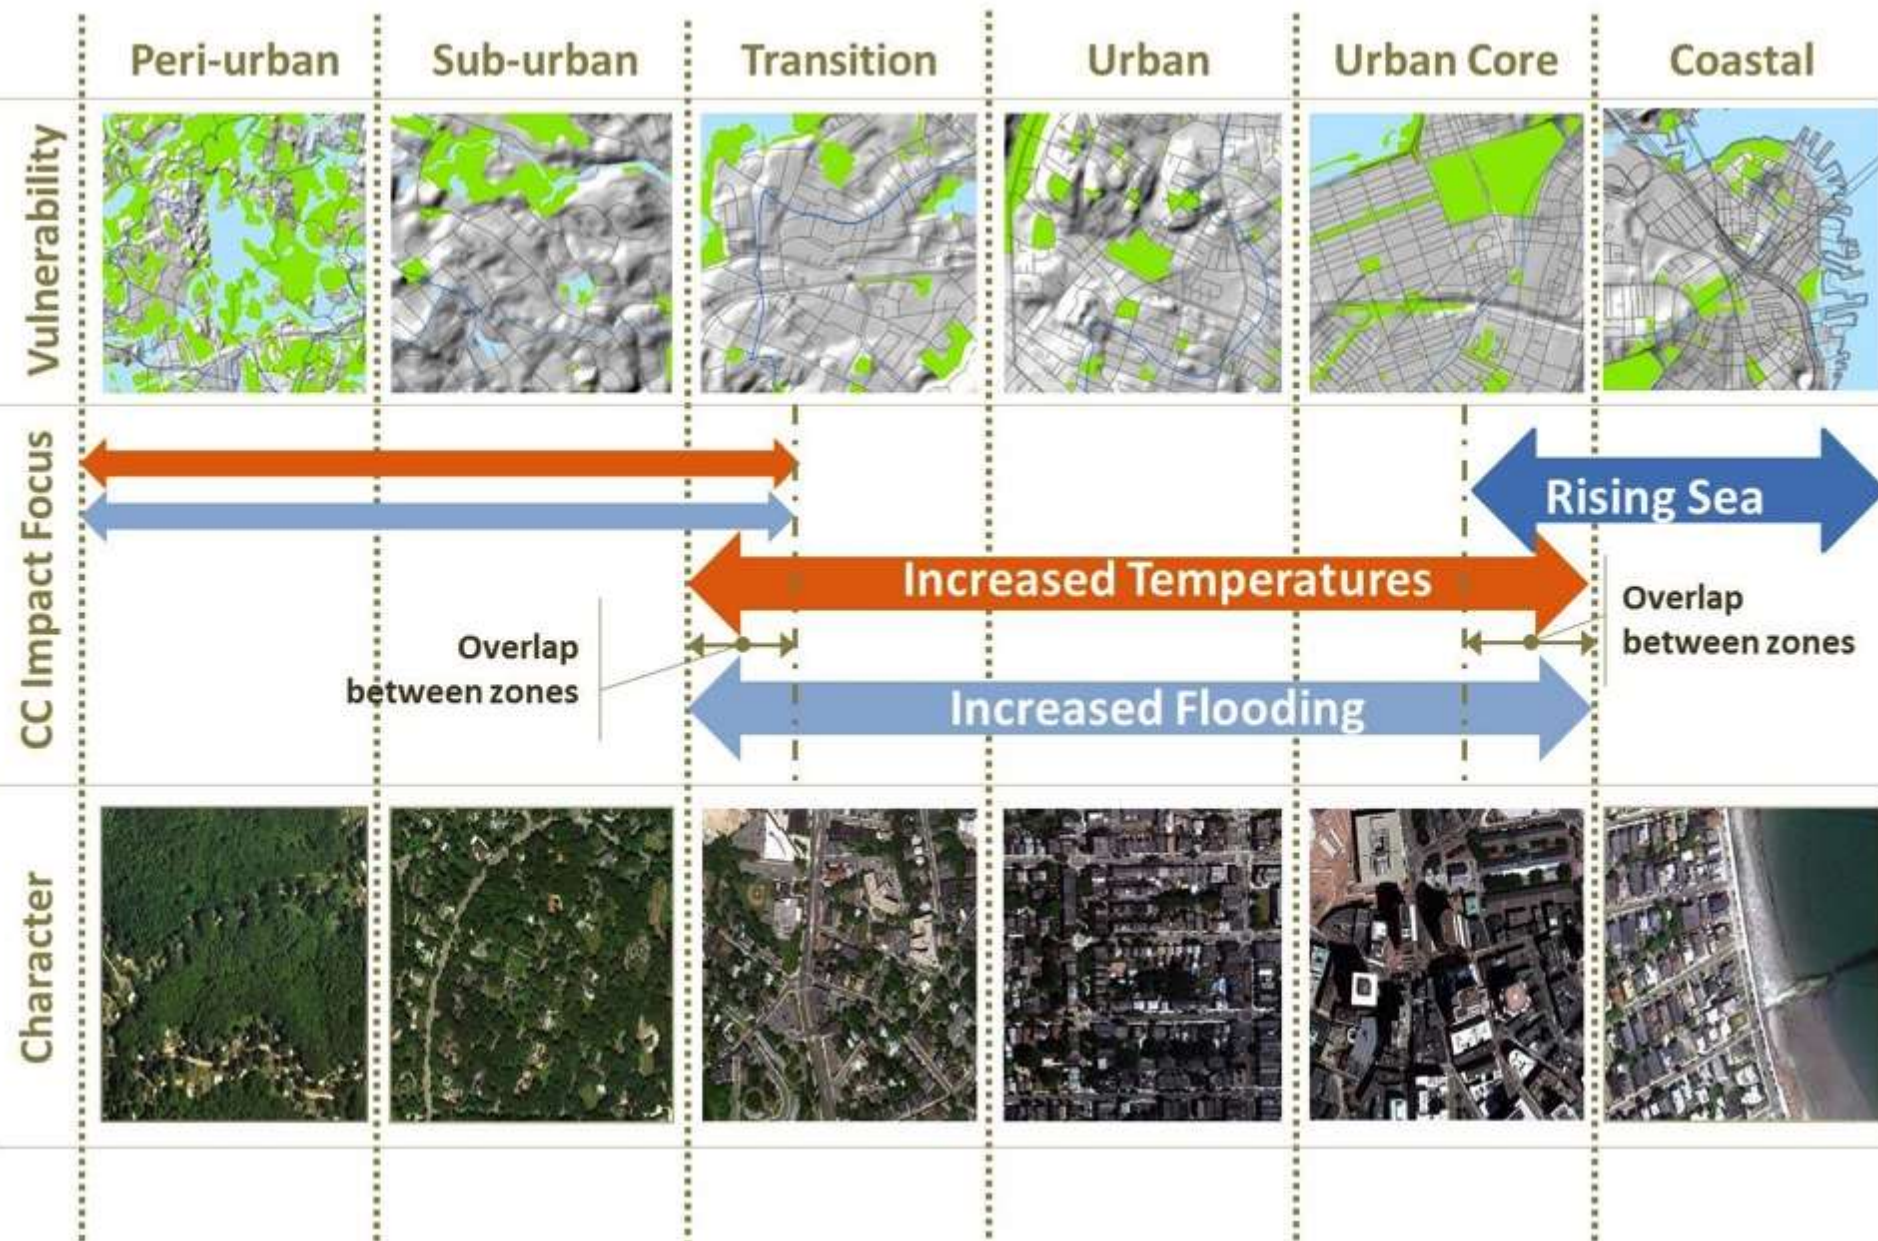 Peri-urban
Sub-urban
Transition
Urban
Urban Core
Coastal
Vulnerability
CC Impact Focus
Rising Sea
Increased Temperatures
Overlap
between zones
Overlap
between zones
Increased Flooding
Character